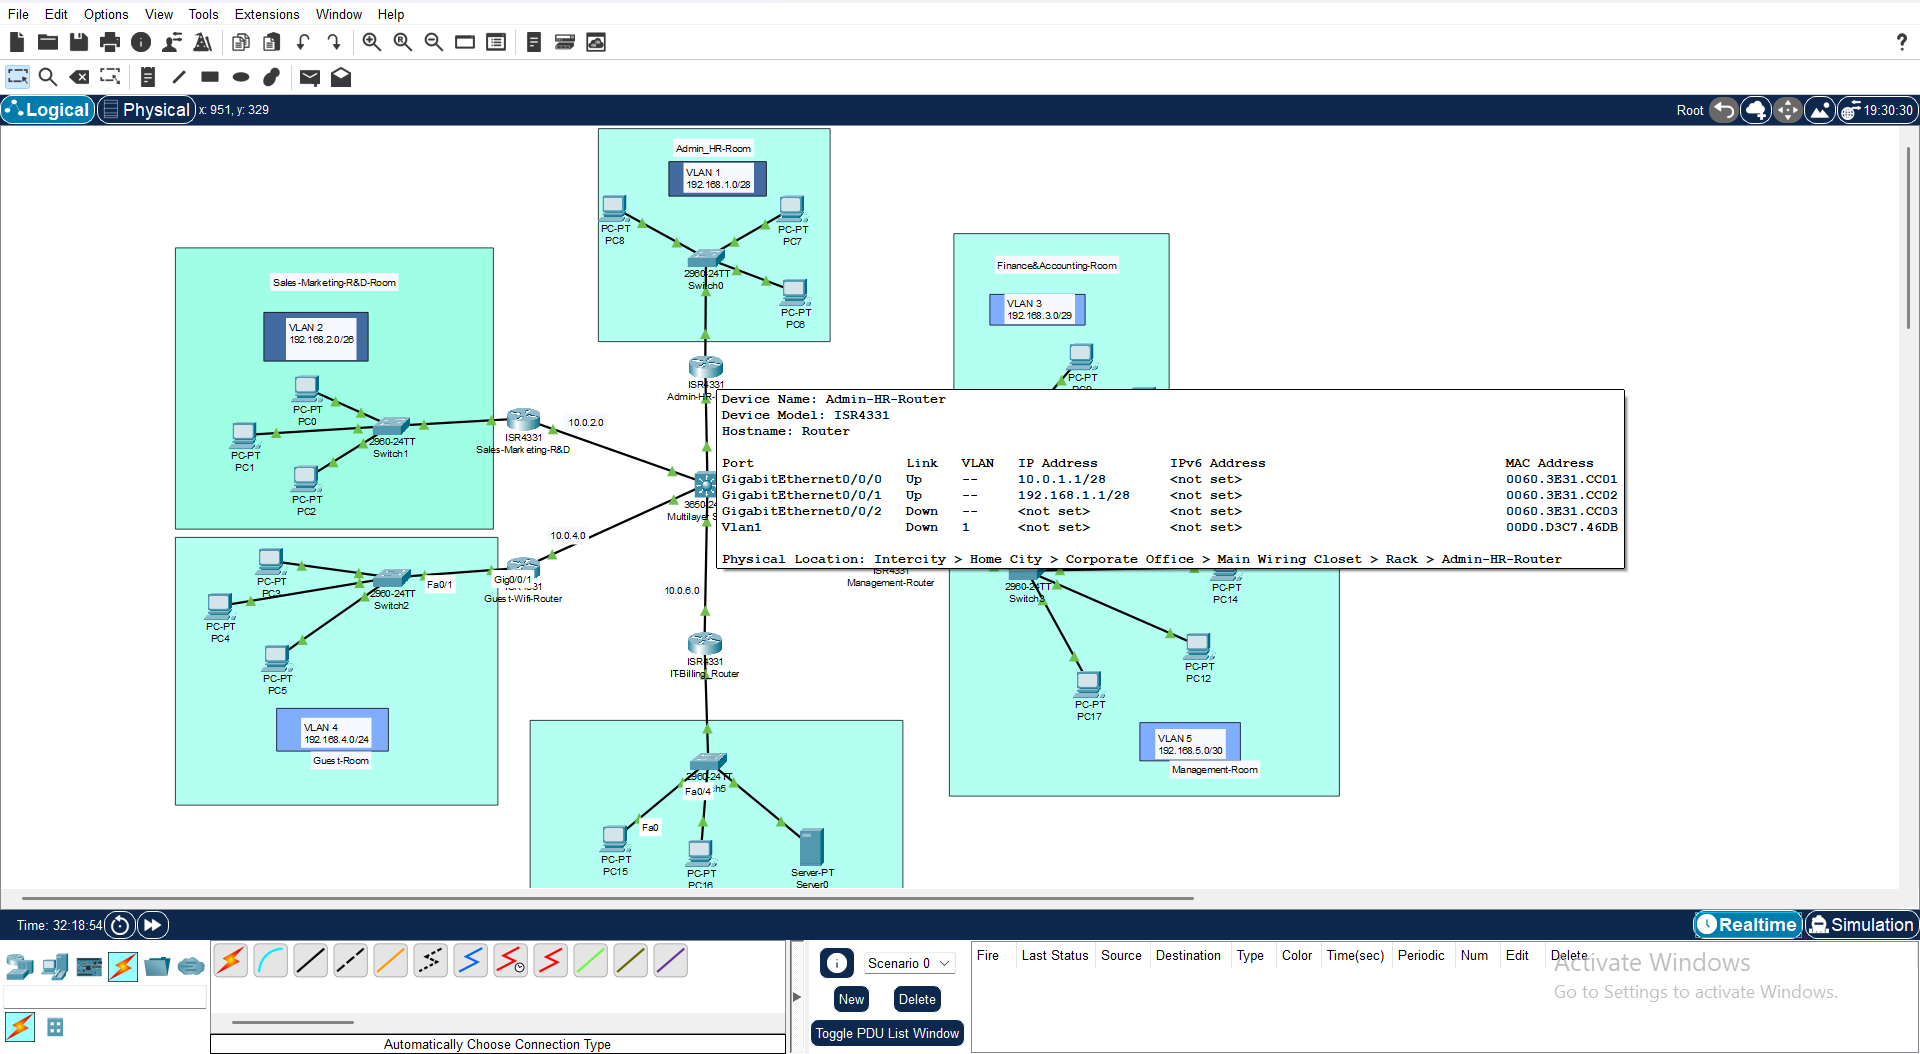 File Edit Options View Tools Extensions Window Help
?
Logical Physical x: 951, y: 329
Root 19:30:30
Admin_HR-Room
VLAN 1
192.168.1.0/28
PC-PT
PC8
PC-PT
PC7
2960-24TT
Switch0
PC-PT
PC6
Sales-Marketing-R&D-Room
VLAN 2
192.168.2.0/26
PC-PT
PC0
PC-PT
PC1
PC-PT
PC2
2960-24TT
Switch1
ISR4331
Sales-Marketing-R&D
10.0.2.0
Finance&Accounting-Room
VLAN 3
192.168.3.0/29
PC-PT
ISR4331
Admin-HR-
Device Name: Admin-HR-Router
Device Model: ISR4331
Hostname: Router
Port Link VLAN IP Address IPv6 Address MAC Address
GigabitEthernet0/0/0 Up -- 10.0.1.1/28 <not set> 0060.3E31.CC01
GigabitEthernet0/0/1 Up -- 192.168.1.1/28 <not set> 0060.3E31.CC02
GigabitEthernet0/0/2 Down -- <not set> <not set> 0060.3E31.CC03
Vlan1 Down 1 <not set> <not set> 00D0.D3C7.46DB
Physical Location: Intercity > Home City > Corporate Office > Main Wiring Closet > Rack > Admin-HR-Router
3650-24
Multilayer S
10.0.4.0
PC-PT
PC3
PC-PT
PC4
PC-PT
PC5
2960-24TT
Switch2
Fa0/1
Gig0/0/1
Guest-Wifi-Router
VLAN 4
192.168.4.0/24
Guest-Room
10.0.6.0
ISR4331
IT-Billing_Router
ISR4331
Management-Router
2960-24TT
Switch3
PC-PT
PC14
PC-PT
PC12
PC-PT
PC17
VLAN 5
192.168.5.0/30
Management-Room
2960-24TT
Fa0/4
Fa0
PC-PT
PC15
PC-PT
PC16
Server-PT
Server0
Time: 32:18:54
Realtime Simulation
Automatically Choose Connection Type
Scenario 0
New Delete
Toggle PDU List Window
Fire Last Status Source Destination Type Color Time(sec) Periodic Num Edit Delete
Activate Windows
Go to Settings to activate Windows.